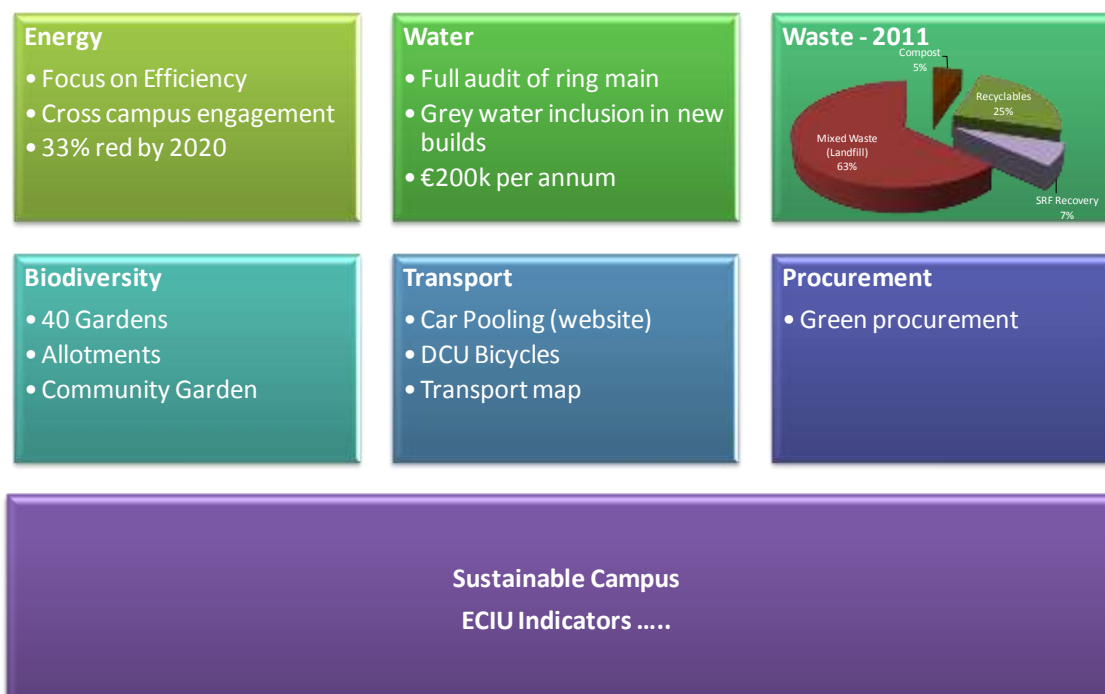 Energy
• Focus on Efficiency
• Cross campus engagement
• 33% red by 2020
Water
• Full audit of ring main
• Grey water inclusion in new
builds
• €200k per annum
Waste - 2011
Compost
5%
Recyclables
25%
Mixed Waste
(Landfill)
63%
SRF Recovery
7%
Biodiversity
• 40 Gardens
• Allotments
• Community Garden
Transport
• Car Pooling (website)
• DCU Bicycles
• Transport map
Procurement
• Green procurement
Sustainable Campus
ECIU Indicators .....